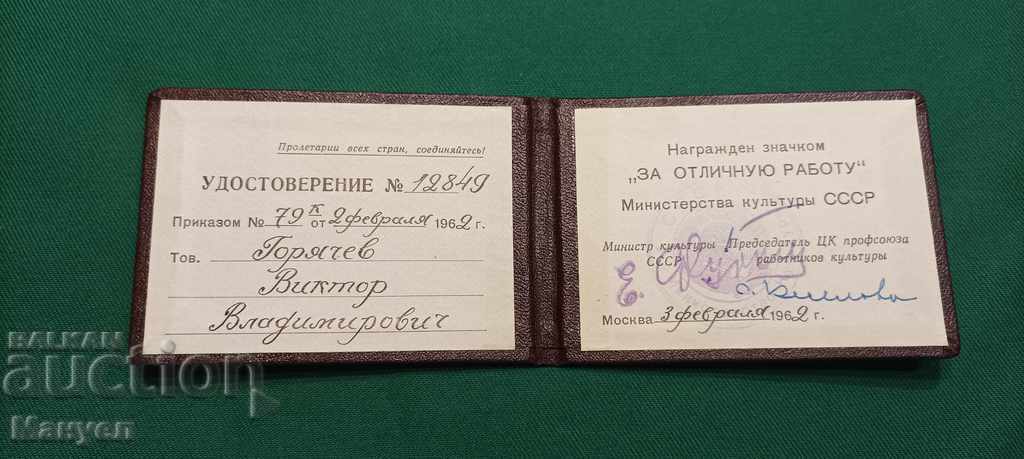 Пролетарии всех стран, соединяйтесь!
УДОСТОВЕРЕНИЕ № 12849
Приказом № 79 к от 2 февраля 1962 г.
Тов. Горячев
Виктор
Владимирович
Награжден значком
„ЗА ОТЛИЧНУЮ РАБОТУ“
Министерства культуры СССР
Министр культуры СССР
Председатель ЦК профсоюза работников культуры
Москва 3 февраля 1962 г.
БАЛКАН
auction
Мануел